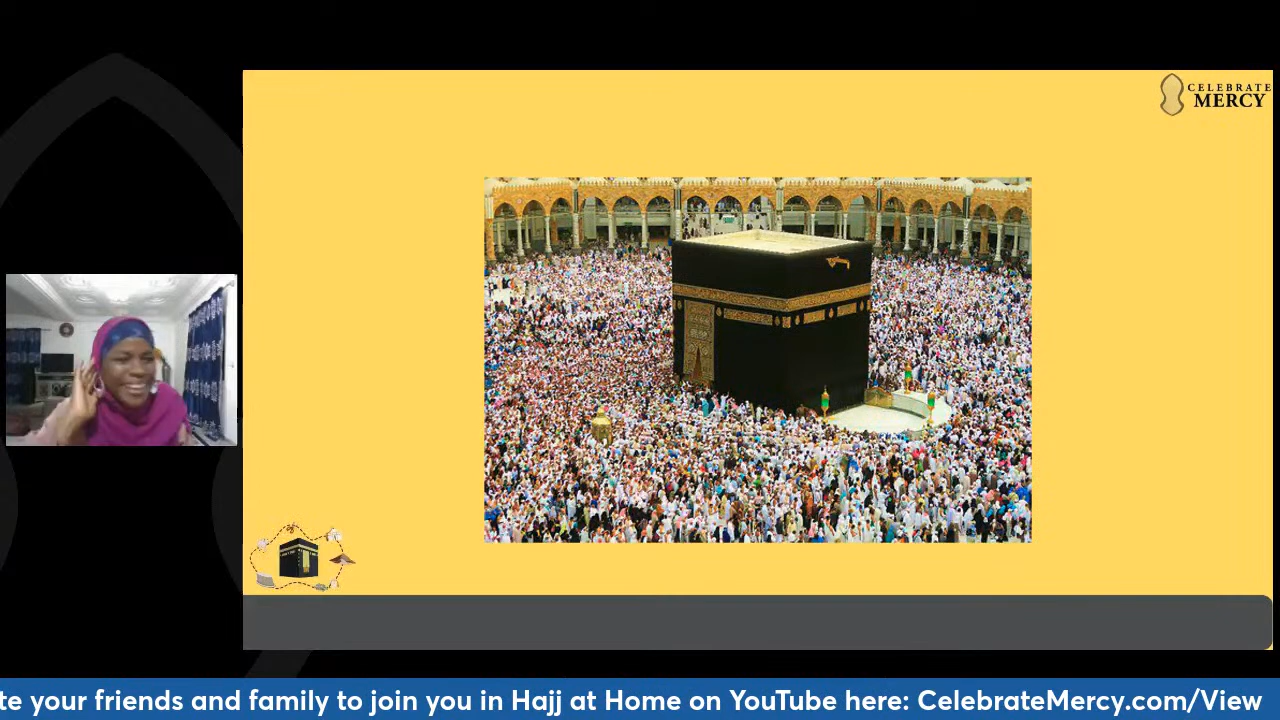 CELEBRATE
MERCY
te your friends and family to join you in Hajj at Home on YouTube here: CelebrateMercy.com/View